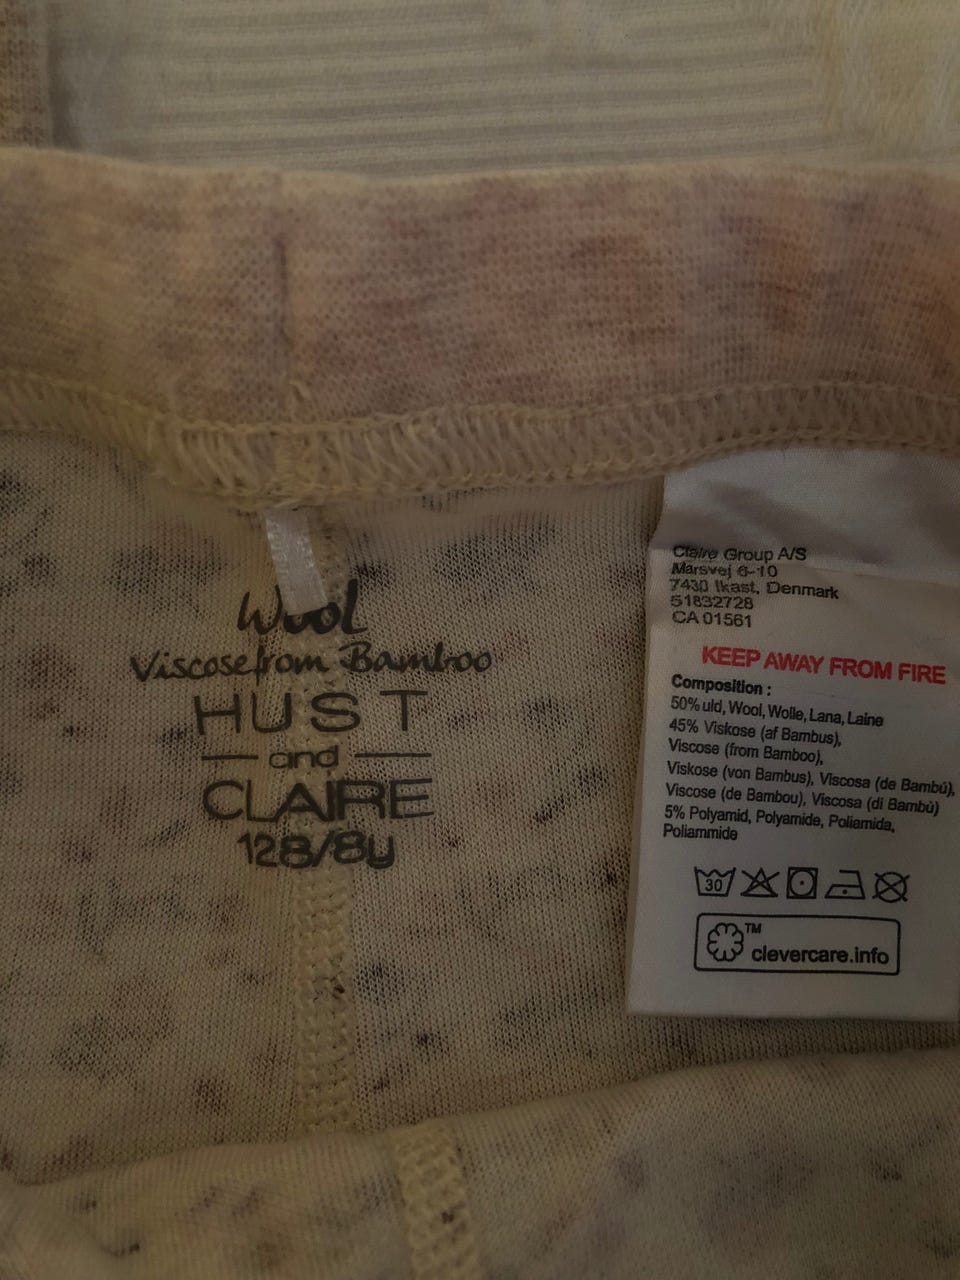 Wool
Viscose from Bamboo
HUST
and
CLAIRE
128/8y
Claire Group A/S
Marsvej 6-10
7430 Ikast, Denmark
51832728
CA 01561
KEEP AWAY FROM FIRE
Composition :
50% uld, Wool, Wolle, Lana, Laine
45% Viskose (af Bambus),
Viscose (from Bamboo),
Viskose (von Bambus), Viscosa (de Bambú),
Viscose (de Bambou), Viscosa (di Bambù)
5% Polyamid, Polyamide, Poliamida,
Poliammide
30
TM
clevercare.info